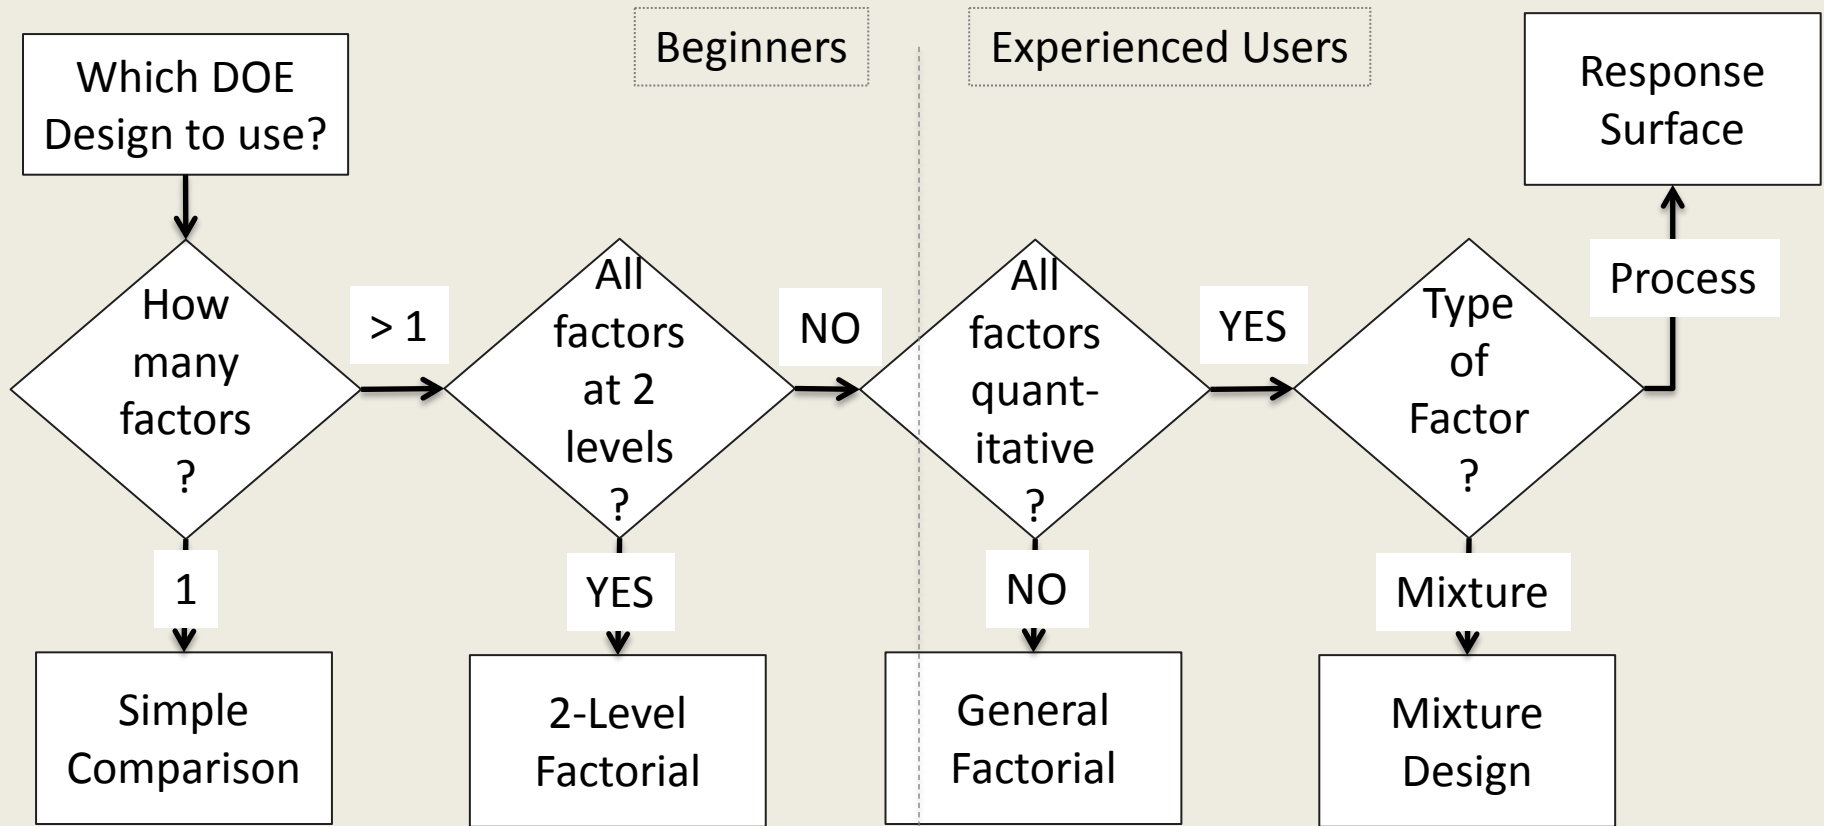 Which DOE
Design to use?
Beginners
Experienced Users
Response
Surface
How
many
factors
?
> 1
All
factors
at 2
levels
?
NO
All
factors
quant-
itative
?
YES
Type
of
Factor
?
Process
1
YES
NO
Mixture
Simple
Comparison
2-Level
Factorial
General
Factorial
Mixture
Design